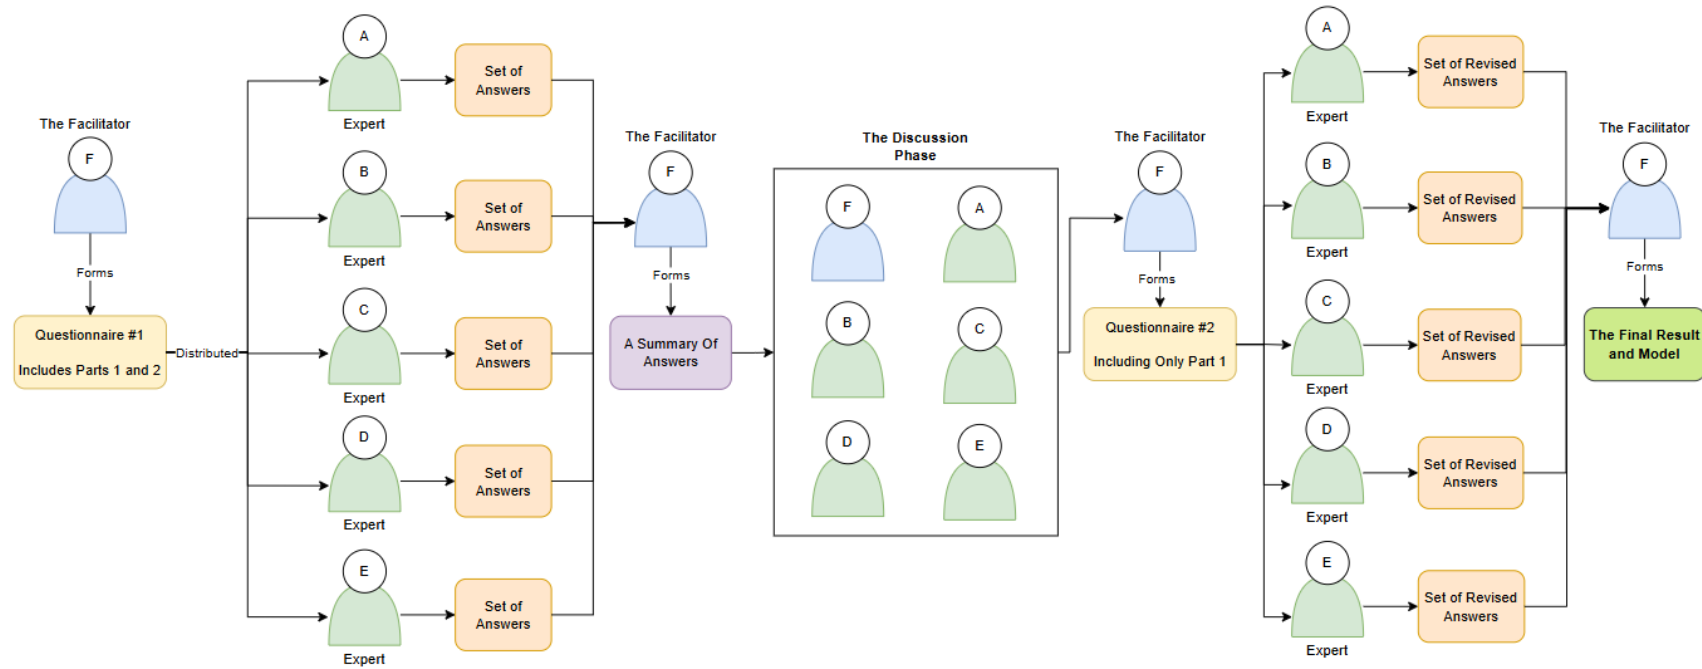 The Facilitator
F
Forms
Questionnaire #1
Includes Parts 1 and 2
Distributed
A
Expert
Set of
Answers
B
Expert
Set of
Answers
C
Expert
Set of
Answers
D
Expert
Set of
Answers
E
Expert
Set of
Answers
The Facilitator
F
Forms
A Summary Of
Answers
The Discussion
Phase
F
A
B
C
D
E
The Facilitator
F
Forms
Questionnaire #2
Including Only Part 1
A
Expert
Set of Revised
Answers
B
Expert
Set of Revised
Answers
C
Expert
Set of Revised
Answers
D
Expert
Set of Revised
Answers
E
Expert
Set of Revised
Answers
The Facilitator
F
Forms
The Final Result
and Model